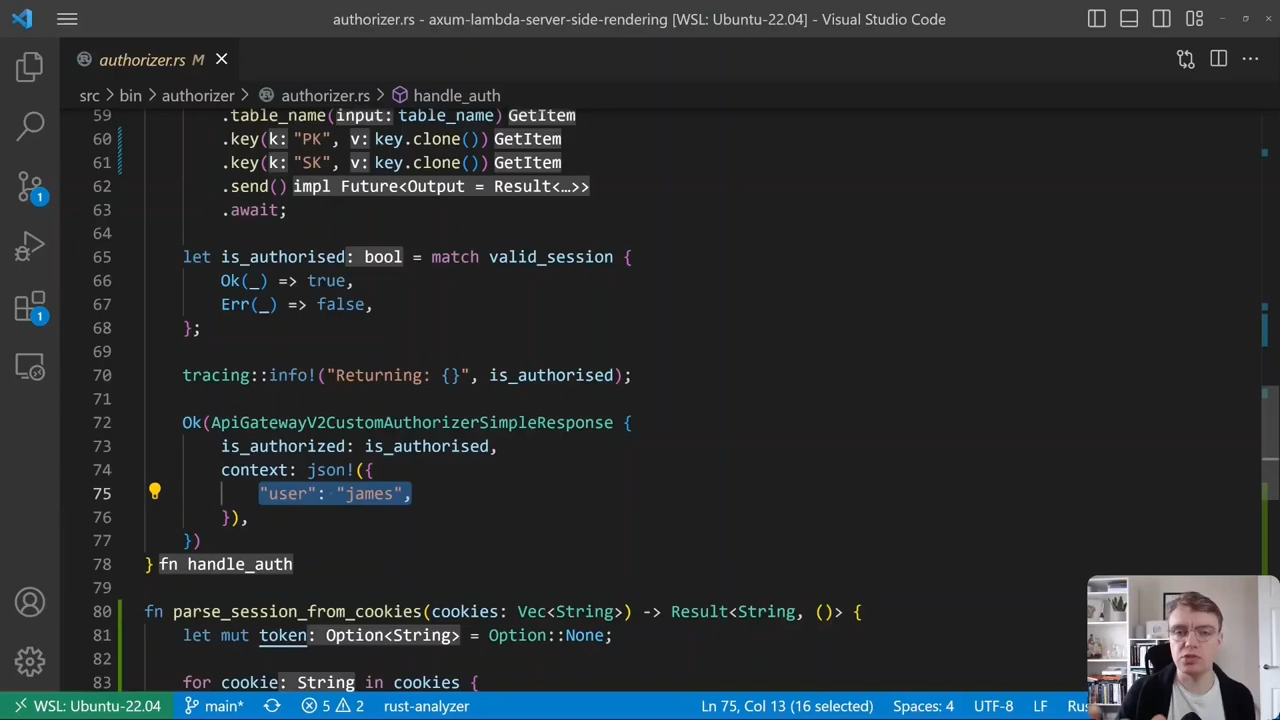 authorizer.rs - axum-lambda-server-side-rendering [WSL: Ubuntu-22.04] - Visual Studio Code
authorizer.rs M
src > bin > authorizer > authorizer.rs > handle_auth
59 .table_name(input: table_name) GetItem
60 .key(k: "PK", v: key.clone()) GetItem
61 .key(k: "SK", v: key.clone()) GetItem
62 .send() impl Future<Output = Result<…>>
63 .await;
64
65 let is_authorised: bool = match valid_session {
66 Ok(_) => true,
67 Err(_) => false,
68 };
69
70 tracing::info!("Returning: {}", is_authorised);
71
72 Ok(ApiGatewayV2CustomAuthorizerSimpleResponse {
73 is_authorized: is_authorised,
74 context: json!({
75 "user": "james",
76 }),
77 })
78 } fn handle_auth
79
80 fn parse_session_from_cookies(cookies: Vec<String>) -> Result<String, ()> {
81 let mut token: Option<String> = Option::None;
82
83 for cookie: String in cookies {
1
1
WSL: Ubuntu-22.04 main* 5 2 rust-analyzer Ln 75, Col 13 (16 selected) Spaces: 4 UTF-8 LF Rus